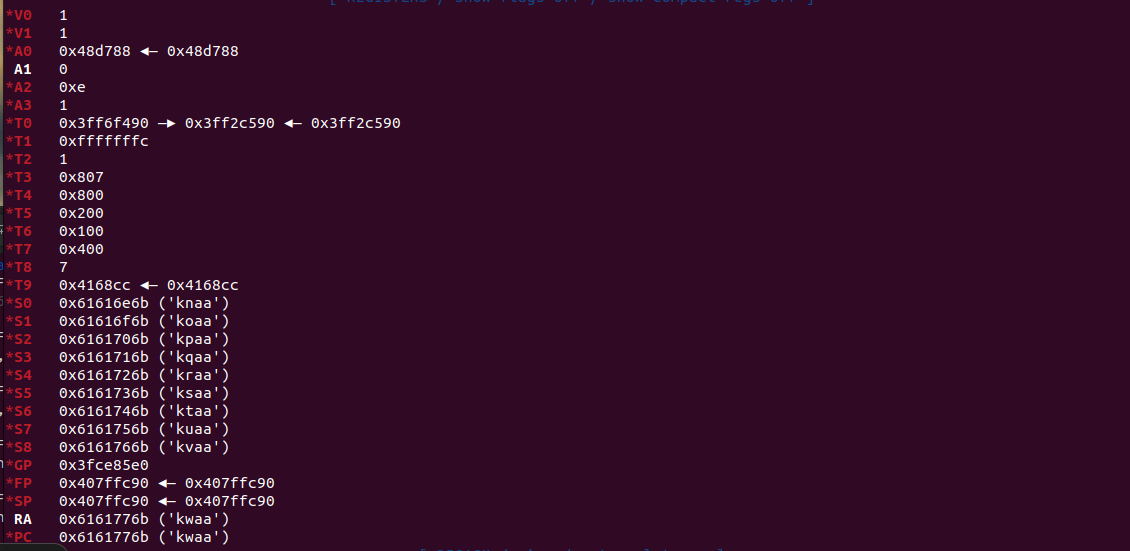 *V0 1
*V1 1
*A0 0x48d788 ◂— 0x48d788
A1 0
*A2 0xe
*A3 1
*T0 0x3ff6f490 —▸ 0x3ff2c590 ◂— 0x3ff2c590
*T1 0xfffffffc
*T2 1
*T3 0x807
*T4 0x800
*T5 0x200
*T6 0x100
*T7 0x400
*T8 7
*T9 0x4168cc ◂— 0x4168cc
*S0 0x61616e6b ('knaa')
*S1 0x61616f6b ('koaa')
*S2 0x6161706b ('kpaa')
*S3 0x6161716b ('kqaa')
*S4 0x6161726b ('kraa')
*S5 0x6161736b ('ksaa')
*S6 0x6161746b ('ktaa')
*S7 0x6161756b ('kuaa')
*S8 0x6161766b ('kvaa')
*GP 0x3fce85e0
*FP 0x407ffc90 ◂— 0x407ffc90
*SP 0x407ffc90 ◂— 0x407ffc90
RA 0x6161776b ('kwaa')
*PC 0x6161776b ('kwaa')